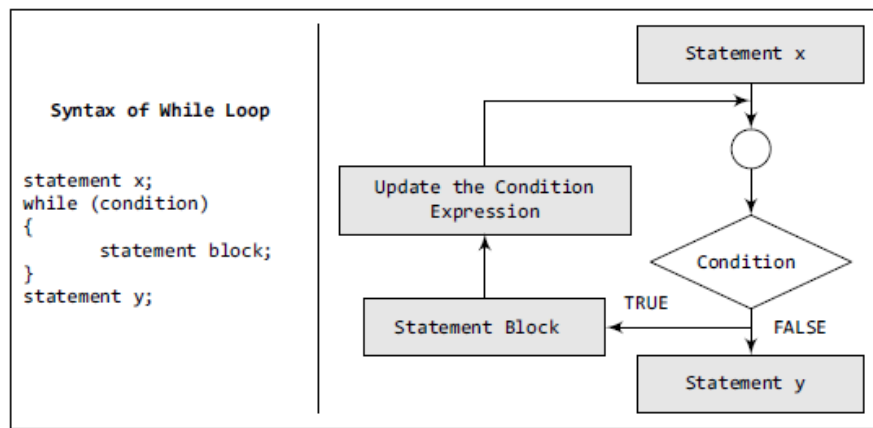 Syntax of While Loop
statement x;
while (condition)
{
statement block;
}
statement y;
Statement x
Update the Condition
Expression
Condition
TRUE
Statement Block
FALSE
Statement y